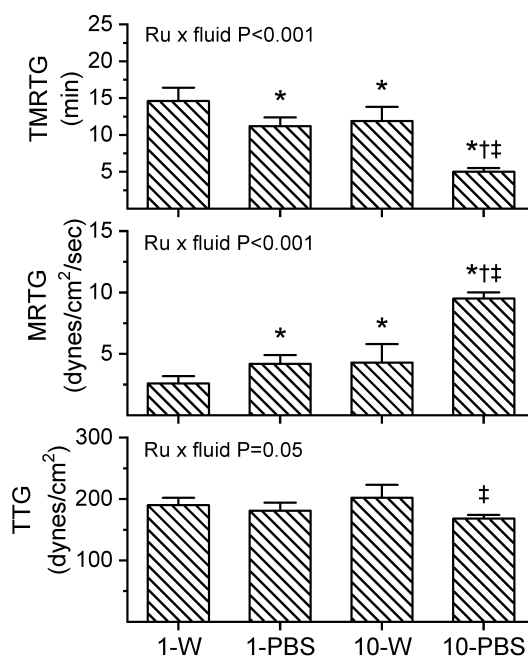 TMRTG
(min)
25
20
15
10
5
Ru x fluid P<0.001
*
*
*†‡
MRTG
(dynes/cm²/sec)
15
10
5
Ru x fluid P<0.001
*
*
*†‡
TTG
(dynes/cm²)
300
200
100
Ru x fluid P=0.05
‡
1-W 1-PBS 10-W 10-PBS